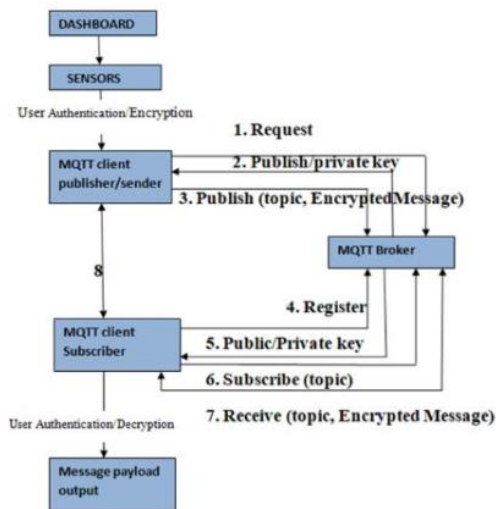 DASHBOARD
SENSORS
User Authentication/Encryption
1. Request
MQTT client
publisher/sender
2. Publish/private key
3. Publish (topic, EncryptedMessage)
MQTT Broker
8
4. Register
MQTT client
Subscriber
5. Public/Private key
6. Subscribe (topic)
7. Receive (topic, Encrypted Message)
User Authentication/Decryption
Message payload
output